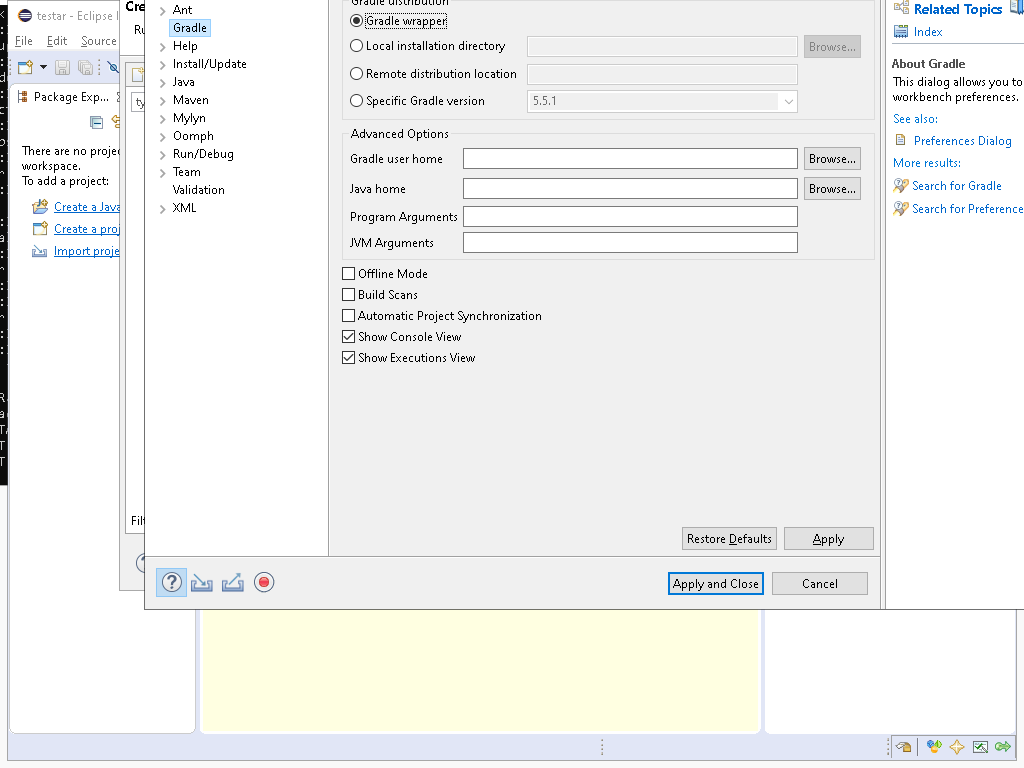 testar - Eclipse I
File Edit Source
Package Exp...
There are no proje
workspace.
To add a project:
Create a Java
Create a proj
Import proje
Cre
Ru
ty
Filt
Ant
Gradle
Help
Install/Update
Java
Maven
Mylyn
Oomph
Run/Debug
Team
Validation
XML
Gradle distribution
Gradle wrapper
Local installation directory
Browse...
Remote distribution location
Specific Gradle version
5.5.1
Advanced Options
Gradle user home
Browse...
Java home
Browse...
Program Arguments
JVM Arguments
Offline Mode
Build Scans
Automatic Project Synchronization
Show Console View
Show Executions View
Restore Defaults
Apply
Apply and Close
Cancel
Related Topics
Index
About Gradle
This dialog allows you to
workbench preferences.
See also:
Preferences Dialog
More results:
Search for Gradle
Search for Preference